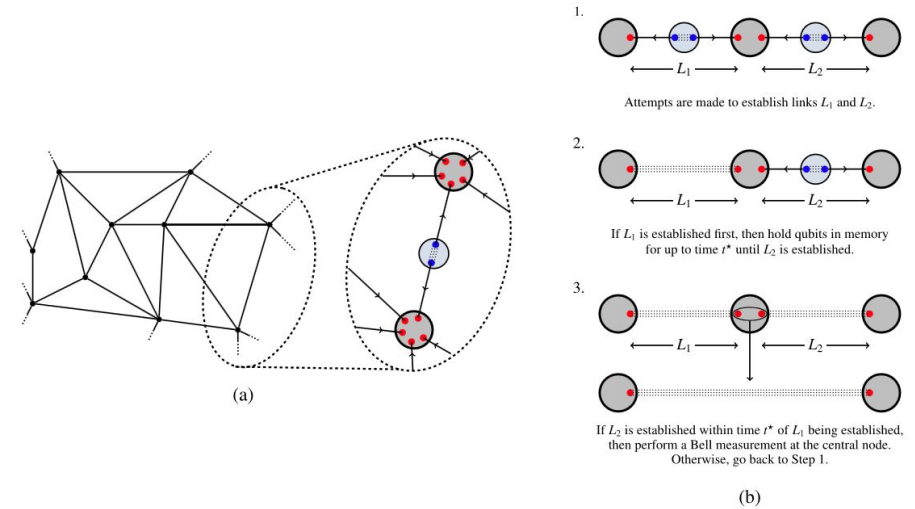 1.
L₁ L₂
Attempts are made to establish links L₁ and L₂.
2.
L₁ L₂
If L₁ is established first, then hold qubits in memory
for up to time t⋆ until L₂ is established.
3.
L₁ L₂
If L₂ is established within time t⋆ of L₁ being established,
then perform a Bell measurement at the central node.
Otherwise, go back to Step 1.
(a)
(b)